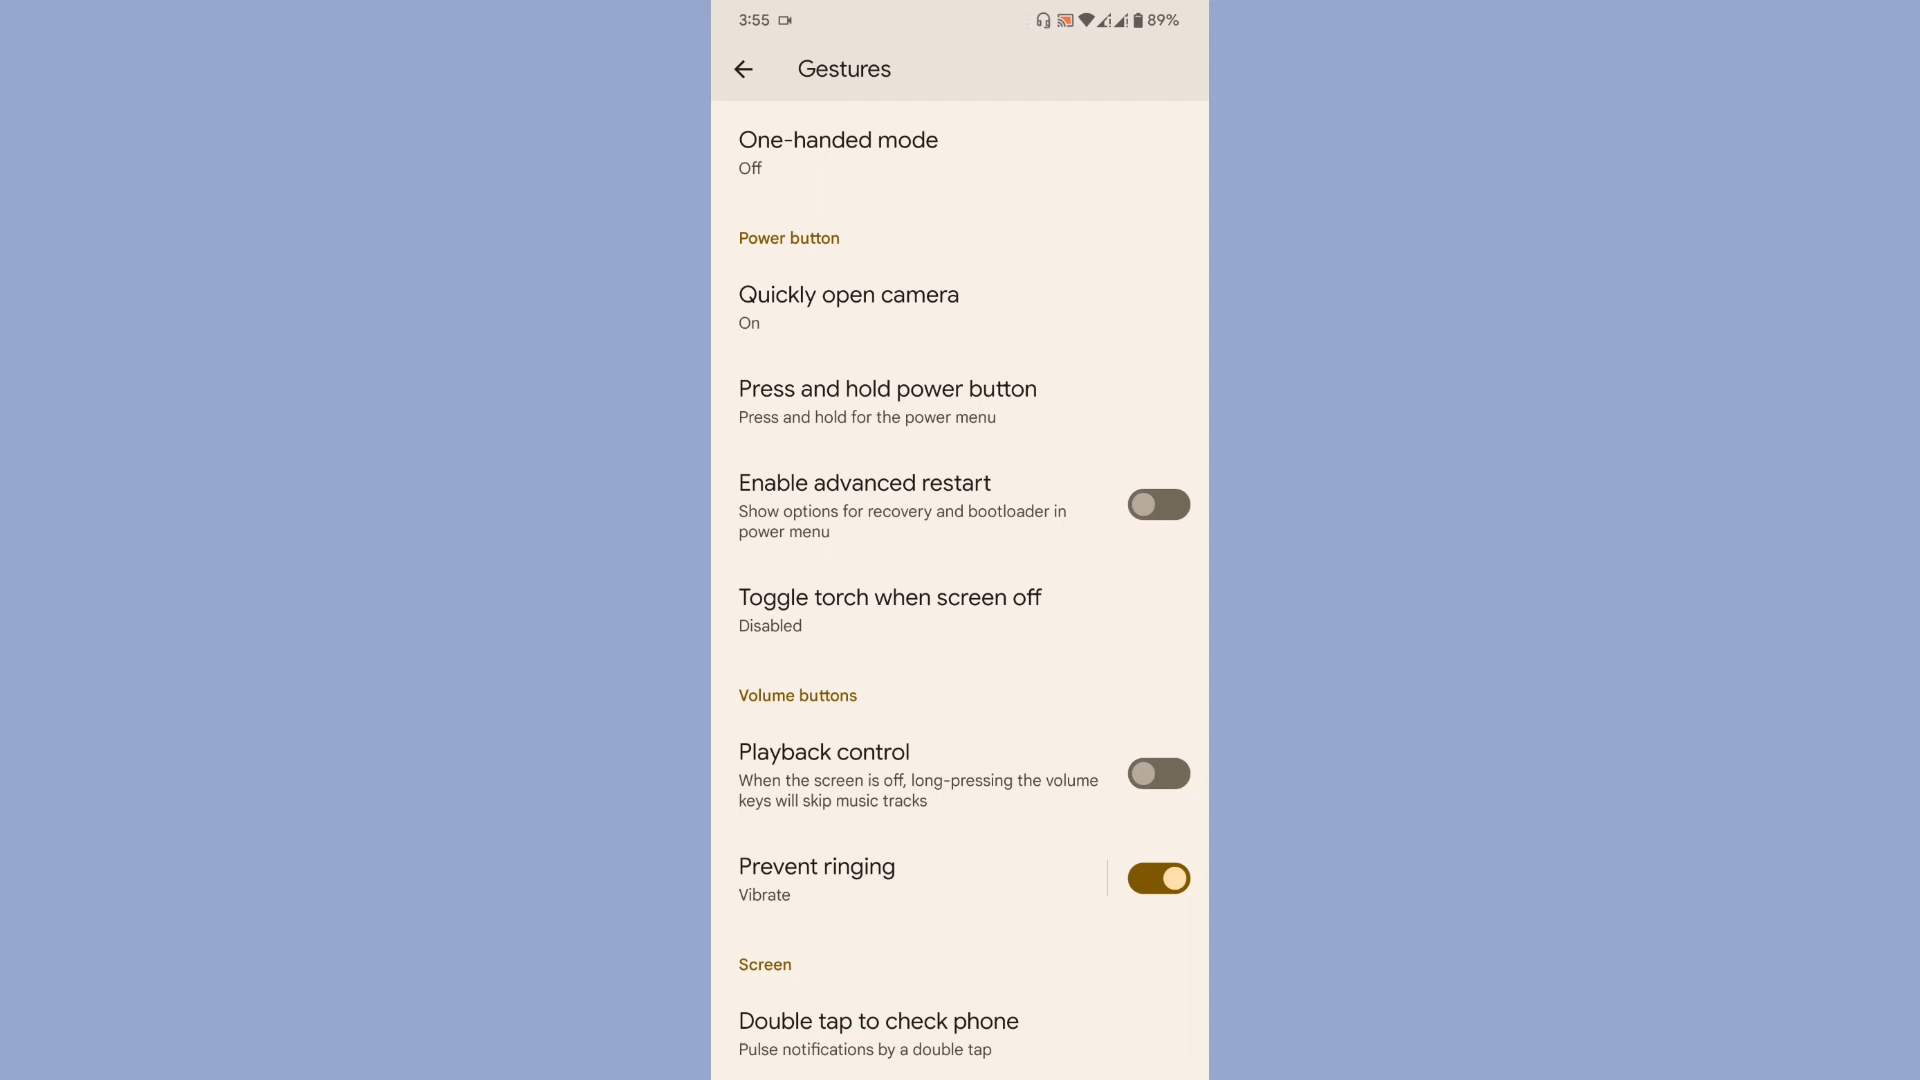 3:55 89%
Gestures
One-handed mode
Off
Power button
Quickly open camera
On
Press and hold power button
Press and hold for the power menu
Enable advanced restart
Show options for recovery and bootloader in
power menu
Toggle torch when screen off
Disabled
Volume buttons
Playback control
When the screen is off, long-pressing the volume
keys will skip music tracks
Prevent ringing
Vibrate
Screen
Double tap to check phone
Pulse notifications by a double tap